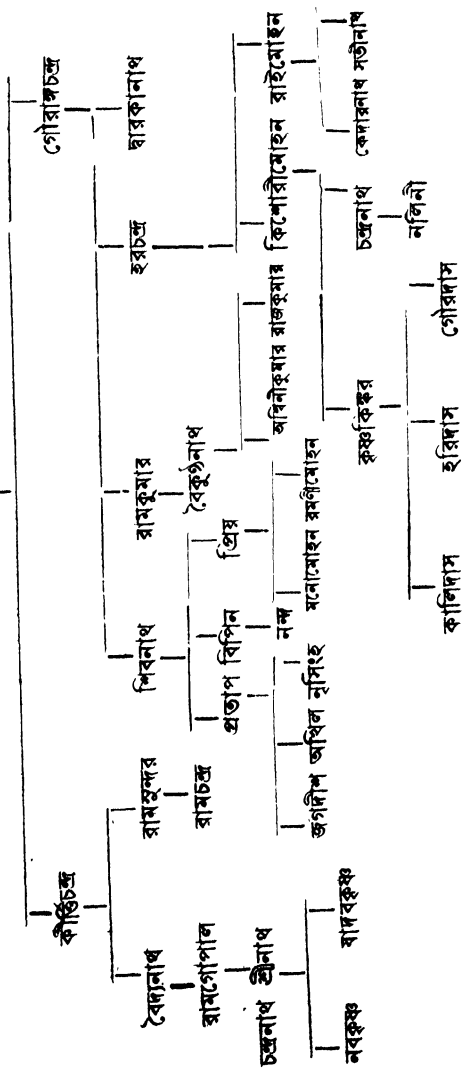 কীর্ত্তিচন্দ্র গৌরাঙ্গচন্দ্র
বৈদ্যনাথ রামসুন্দর শিবনাথ রামকুমার হরচন্দ্র দ্বারকানাথ
রামগোপাল রামচন্দ্র প্রতাপ বিপিন প্রিয় বৈকুণ্ঠনাথ কিশোরীমোহন রাইমোহন
চন্দ্রনাথ শ্রীনাথ জগদীশ অখিল নৃসিংহ নন্দ মনোমোহন রমণীমোহন অশ্বিনীকুমার রাজকুমার কৃষ্ণকিঙ্কর চন্দ্রনাথ কেদারনাথ সতীনাথ
নবকৃষ্ণ যাদবকৃষ্ণ কালিদাস হরিদাস গৌরদাস নলিনী